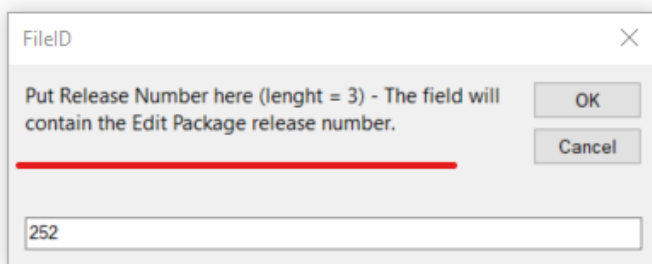 FileID
Put Release Number here (lenght = 3) - The field will
contain the Edit Package release number.
OK
Cancel
252